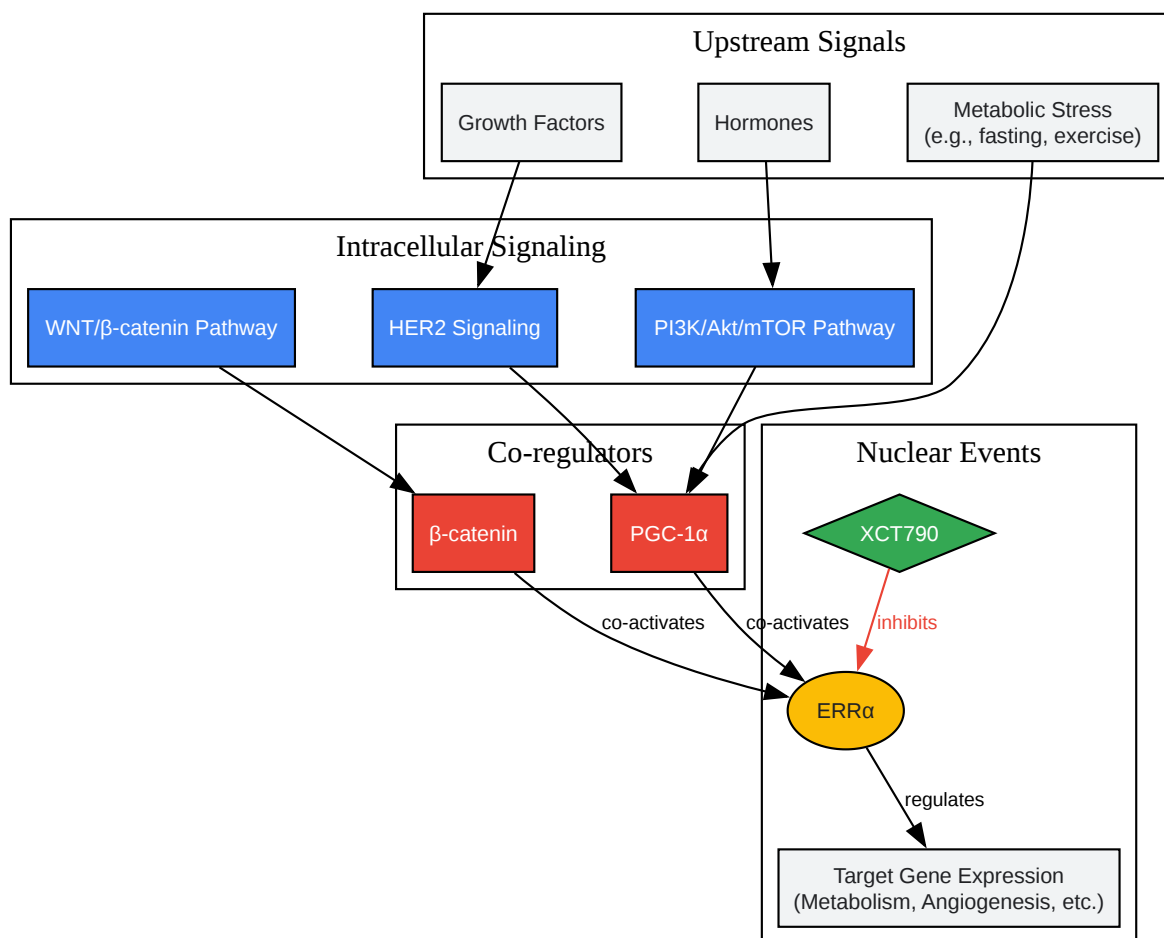 Upstream Signals
Growth Factors
Hormones
Metabolic Stress
(e.g., fasting, exercise)
Intracellular Signaling
WNT/β-catenin Pathway
HER2 Signaling
PI3K/Akt/mTOR Pathway
Co-regulators
Nuclear Events
β-catenin
PGC-1α
XCT790
co-activates
co-activates
inhibits
ERRα
regulates
Target Gene Expression
(Metabolism, Angiogenesis, etc.)